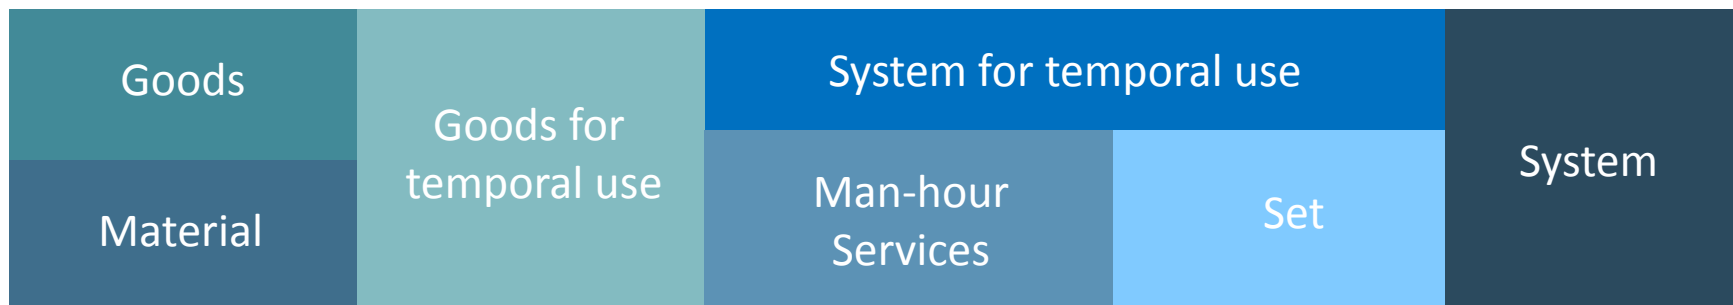 Goods
Material
Goods for
temporal use
System for temporal use
Man-hour
Services
Set
System